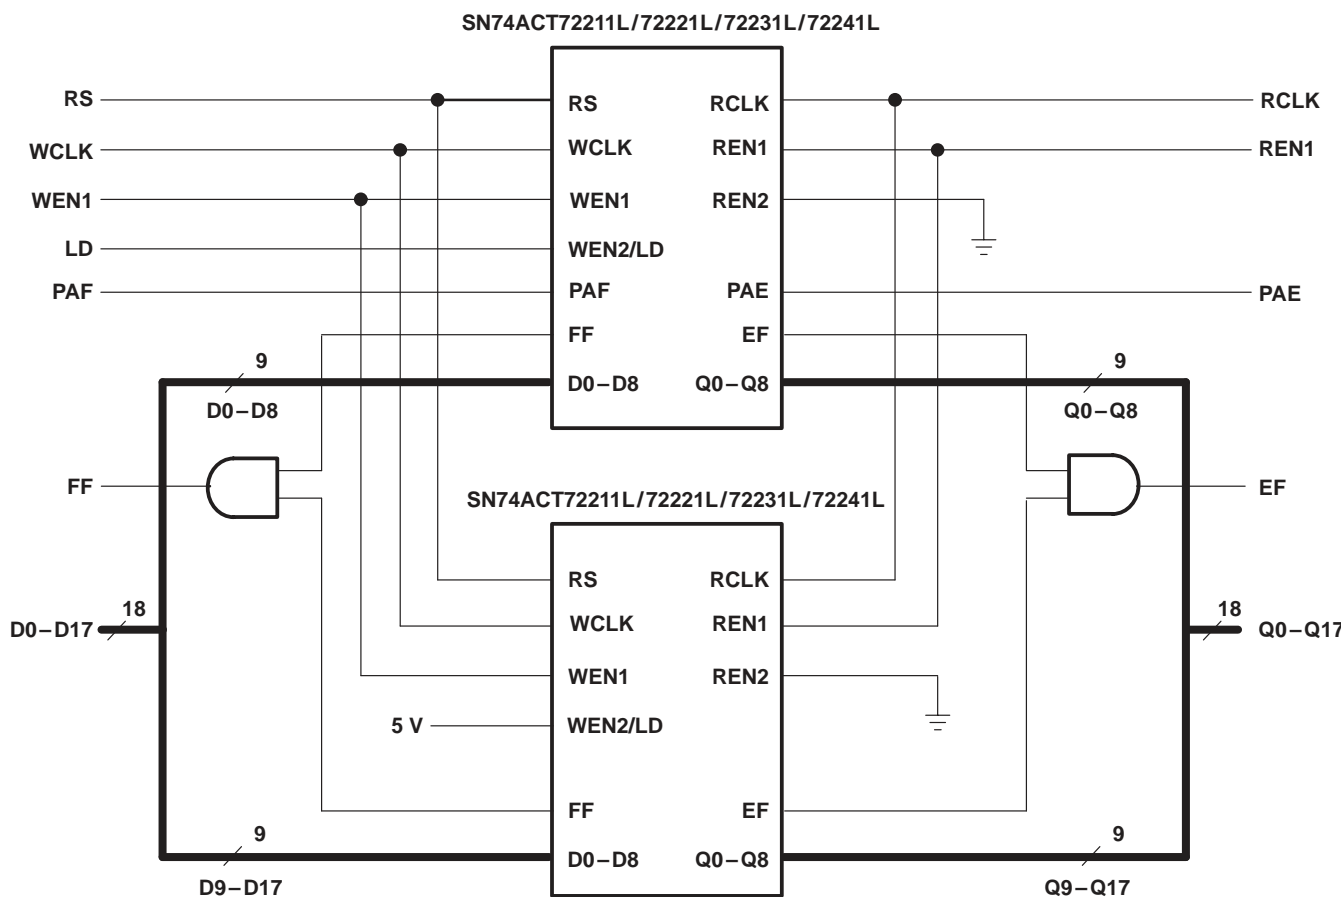 SN74ACT72211L/72221L/72231L/72241L
RS RS RCLK RCLK
WCLK WCLK REN1 REN1
WEN1 WEN1 REN2
LD WEN2/LD
PAF PAF PAE PAE
FF EF
9 9
D0–D8 D0–D8 Q0–Q8 Q0–Q8
FF EF
SN74ACT72211L/72221L/72231L/72241L
RS RCLK
18 18
D0–D17 WCLK REN1 Q0–Q17
WEN1 REN2
5 V WEN2/LD
FF EF
9 9
D0–D8 Q0–Q8
D9–D17 Q9–Q17